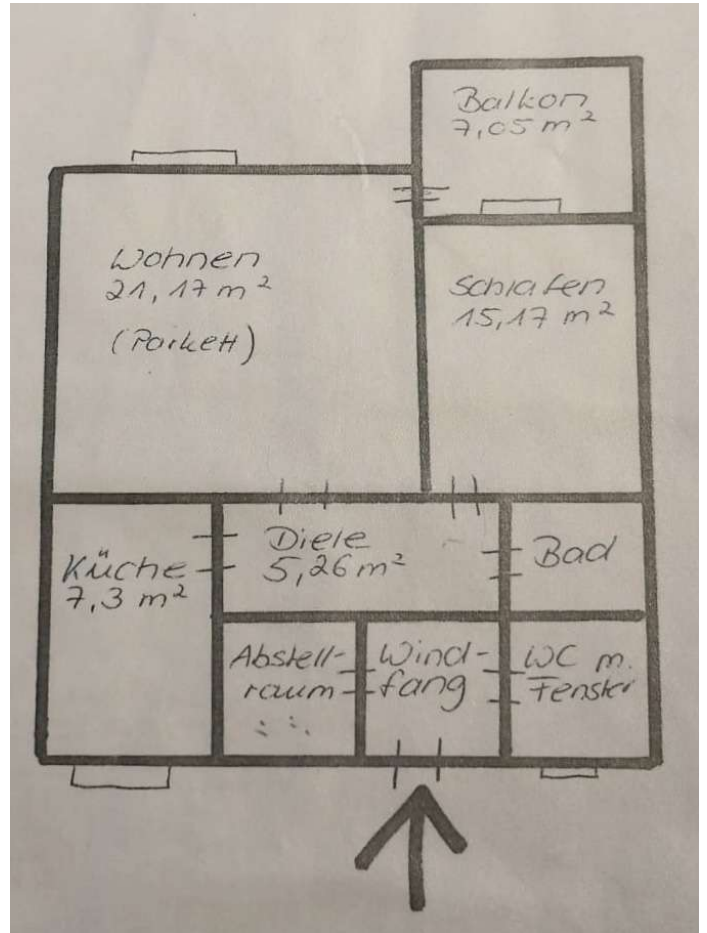 Balkon
7,05 m²
Wohnen
21,17 m²
(Parkett)
Schlafen
15,17 m²
Diele
5,26 m²
Bad
Küche
7,3 m²
Abstell-
raum
Wind-
fang
WC m.
Fenster